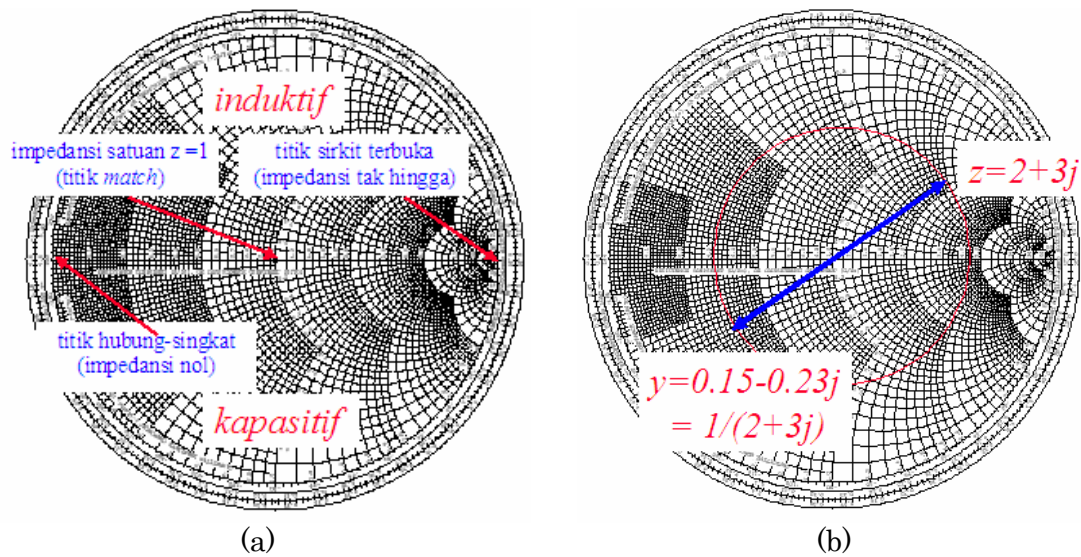 induktif
impedansi satuan z =1
(titik match)
titik sirkit terbuka
(impedansi tak hingga)
titik hubung-singkat
(impedansi nol)
kapasitif
(a)
z=2+3j
y=0.15-0.23j
= 1/(2+3j)
(b)